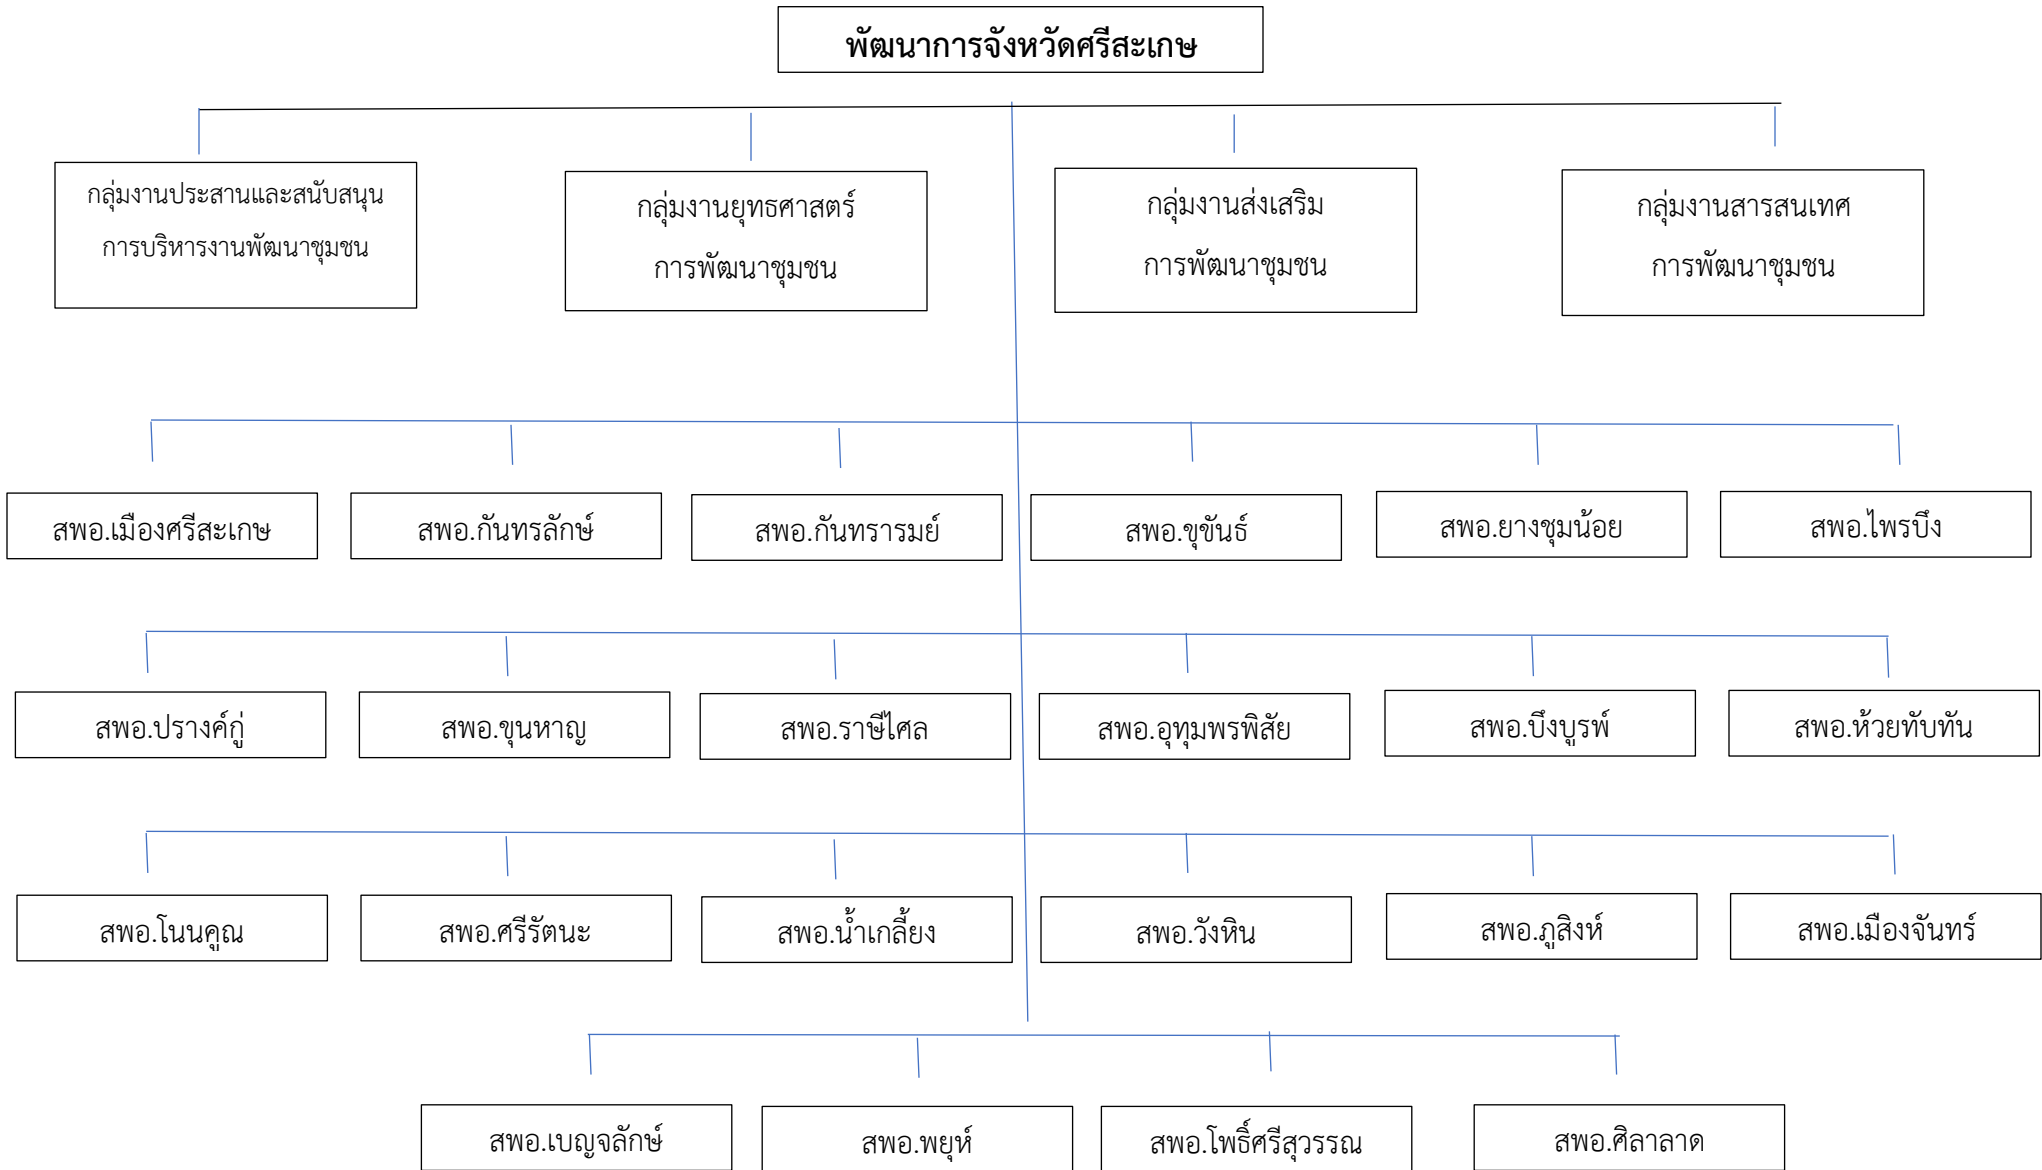 พัฒนาการจังหวัดศรีสะเกษ
กลุ่มงานประสานและสนับสนุน
การบริหารงานพัฒนาชุมชน
กลุ่มงานยุทธศาสตร์
การพัฒนาชุมชน
กลุ่มงานส่งเสริม
การพัฒนาชุมชน
กลุ่มงานสารสนเทศ
การพัฒนาชุมชน
สพอ.เมืองศรีสะเกษ
สพอ.กันทรลักษ์
สพอ.กันทรารมย์
สพอ.ขุขันธ์
สพอ.ยางชุมน้อย
สพอ.ไพรบึง
สพอ.ปรางค์กู่
สพอ.ขุนหาญ
สพอ.ราษีไศล
สพอ.อุทุมพรพิสัย
สพอ.บึงบูรพ์
สพอ.ห้วยทับทัน
สพอ.โนนคูณ
สพอ.ศรีรัตนะ
สพอ.น้ำเกลี้ยง
สพอ.วังหิน
สพอ.ภูสิงห์
สพอ.เมืองจันทร์
สพอ.เบญจลักษ์
สพอ.พยุห์
สพอ.โพธิ์ศรีสุวรรณ
สพอ.ศิลาลาด